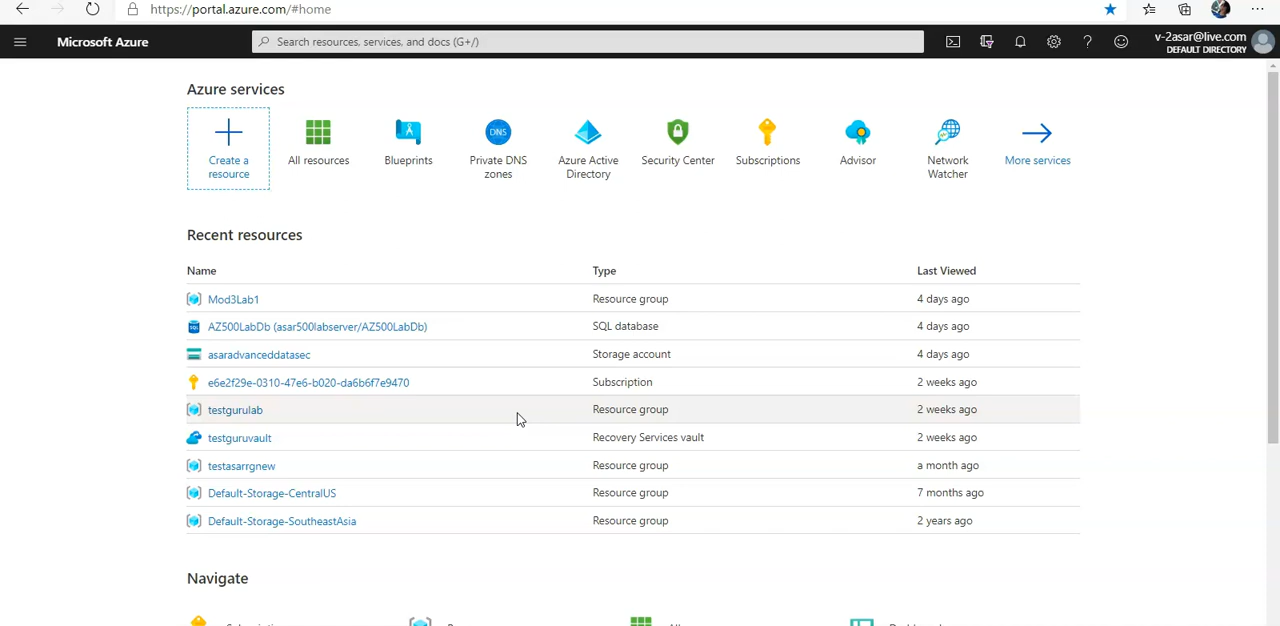 https://portal.azure.com/#home
Microsoft Azure
Search resources, services, and docs (G+/)
v-2asar@live.com
DEFAULT DIRECTORY
Azure services
Create a resource
All resources
Blueprints
DNS
Private DNS zones
Azure Active Directory
Security Center
Subscriptions
Advisor
Network Watcher
More services
Recent resources
Name Type Last Viewed
Mod3Lab1 Resource group 4 days ago
SQL AZ500LabDb (asar500labserver/AZ500LabDb) SQL database 4 days ago
asaradvanceddatasec Storage account 4 days ago
e6e2f29e-0310-47e6-b020-da6b6f7e9470 Subscription 2 weeks ago
testgurulab Resource group 2 weeks ago
testguruvault Recovery Services vault 2 weeks ago
testasarrgnew Resource group a month ago
Default-Storage-CentralUS Resource group 7 months ago
Default-Storage-SoutheastAsia Resource group 2 years ago
Navigate